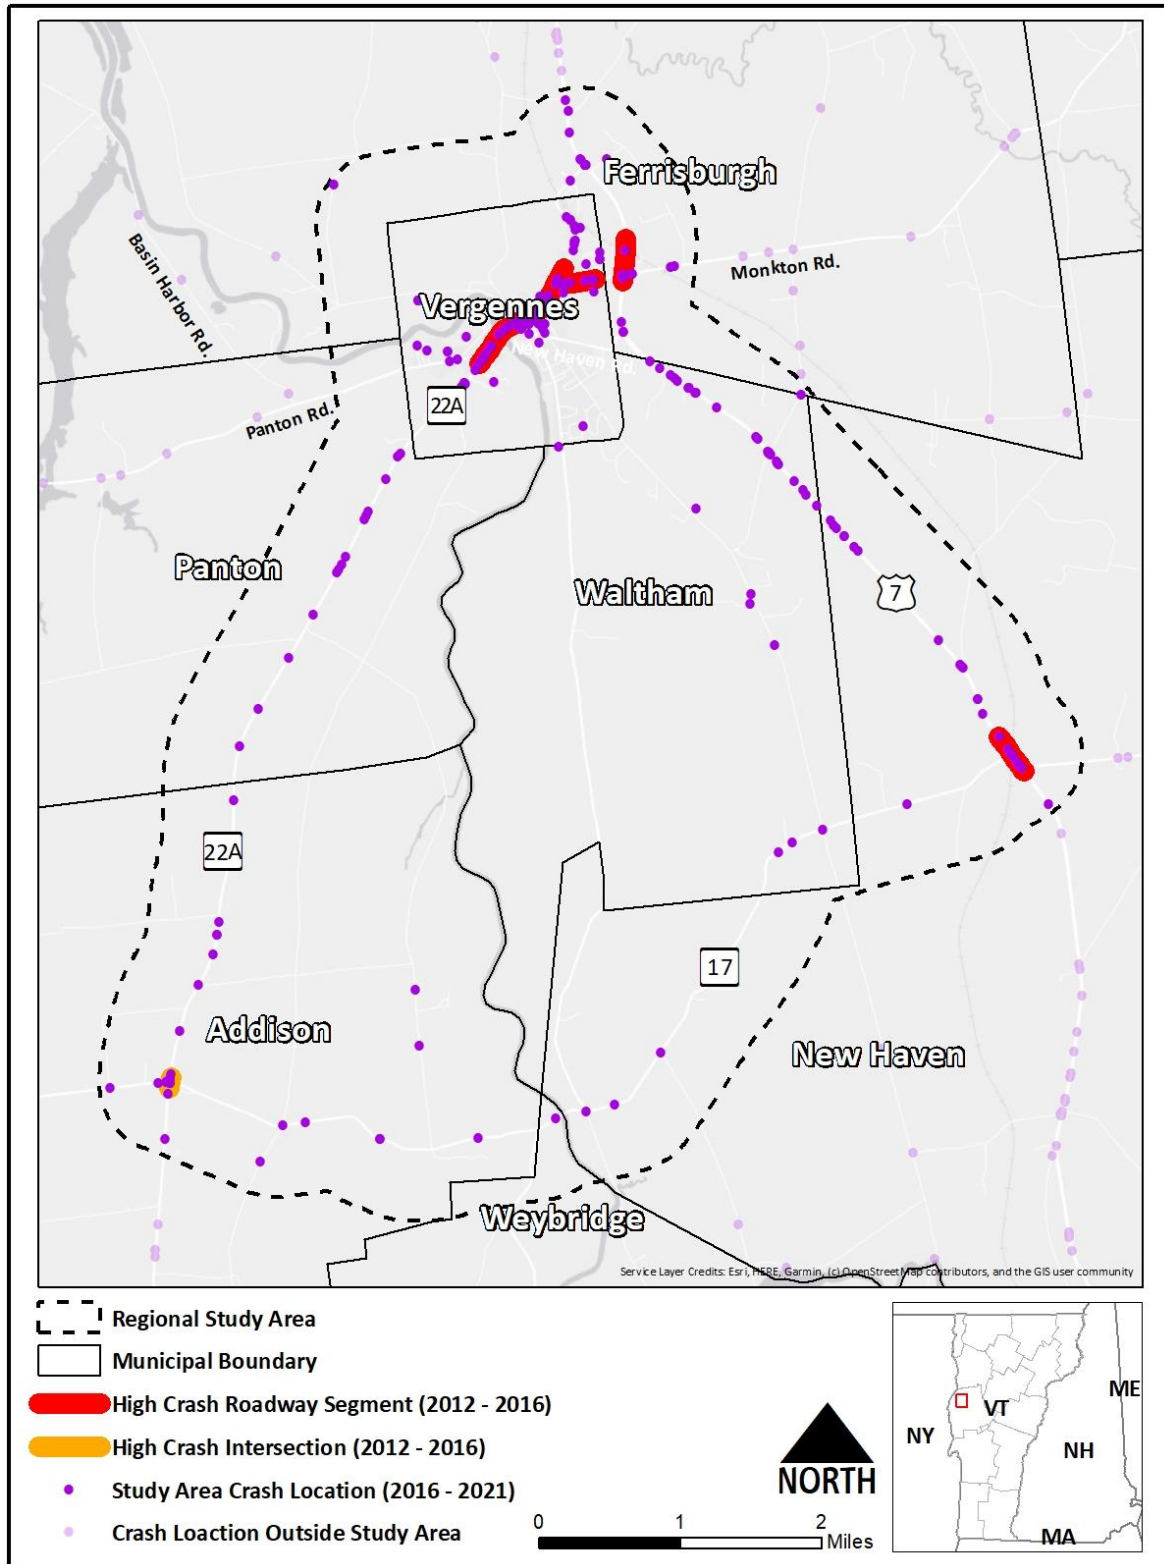 Ferrisburgh
Basin Harbor Rd.
Monkton Rd.
Vergennes
New Haven Rd.
22A
Panton Rd.
Panton
Waltham
7
22A
17
Addison
New Haven
Weybridge
Service Layer Credits: Esri, HERE, Garmin, (c) OpenStreetMap contributors, and the GIS user community
Regional Study Area
Municipal Boundary
High Crash Roadway Segment (2012 - 2016)
High Crash Intersection (2012 - 2016)
Study Area Crash Location (2016 - 2021)
Crash Loaction Outside Study Area
NORTH
0 1 2
Miles
ME
VT
NY
NH
MA